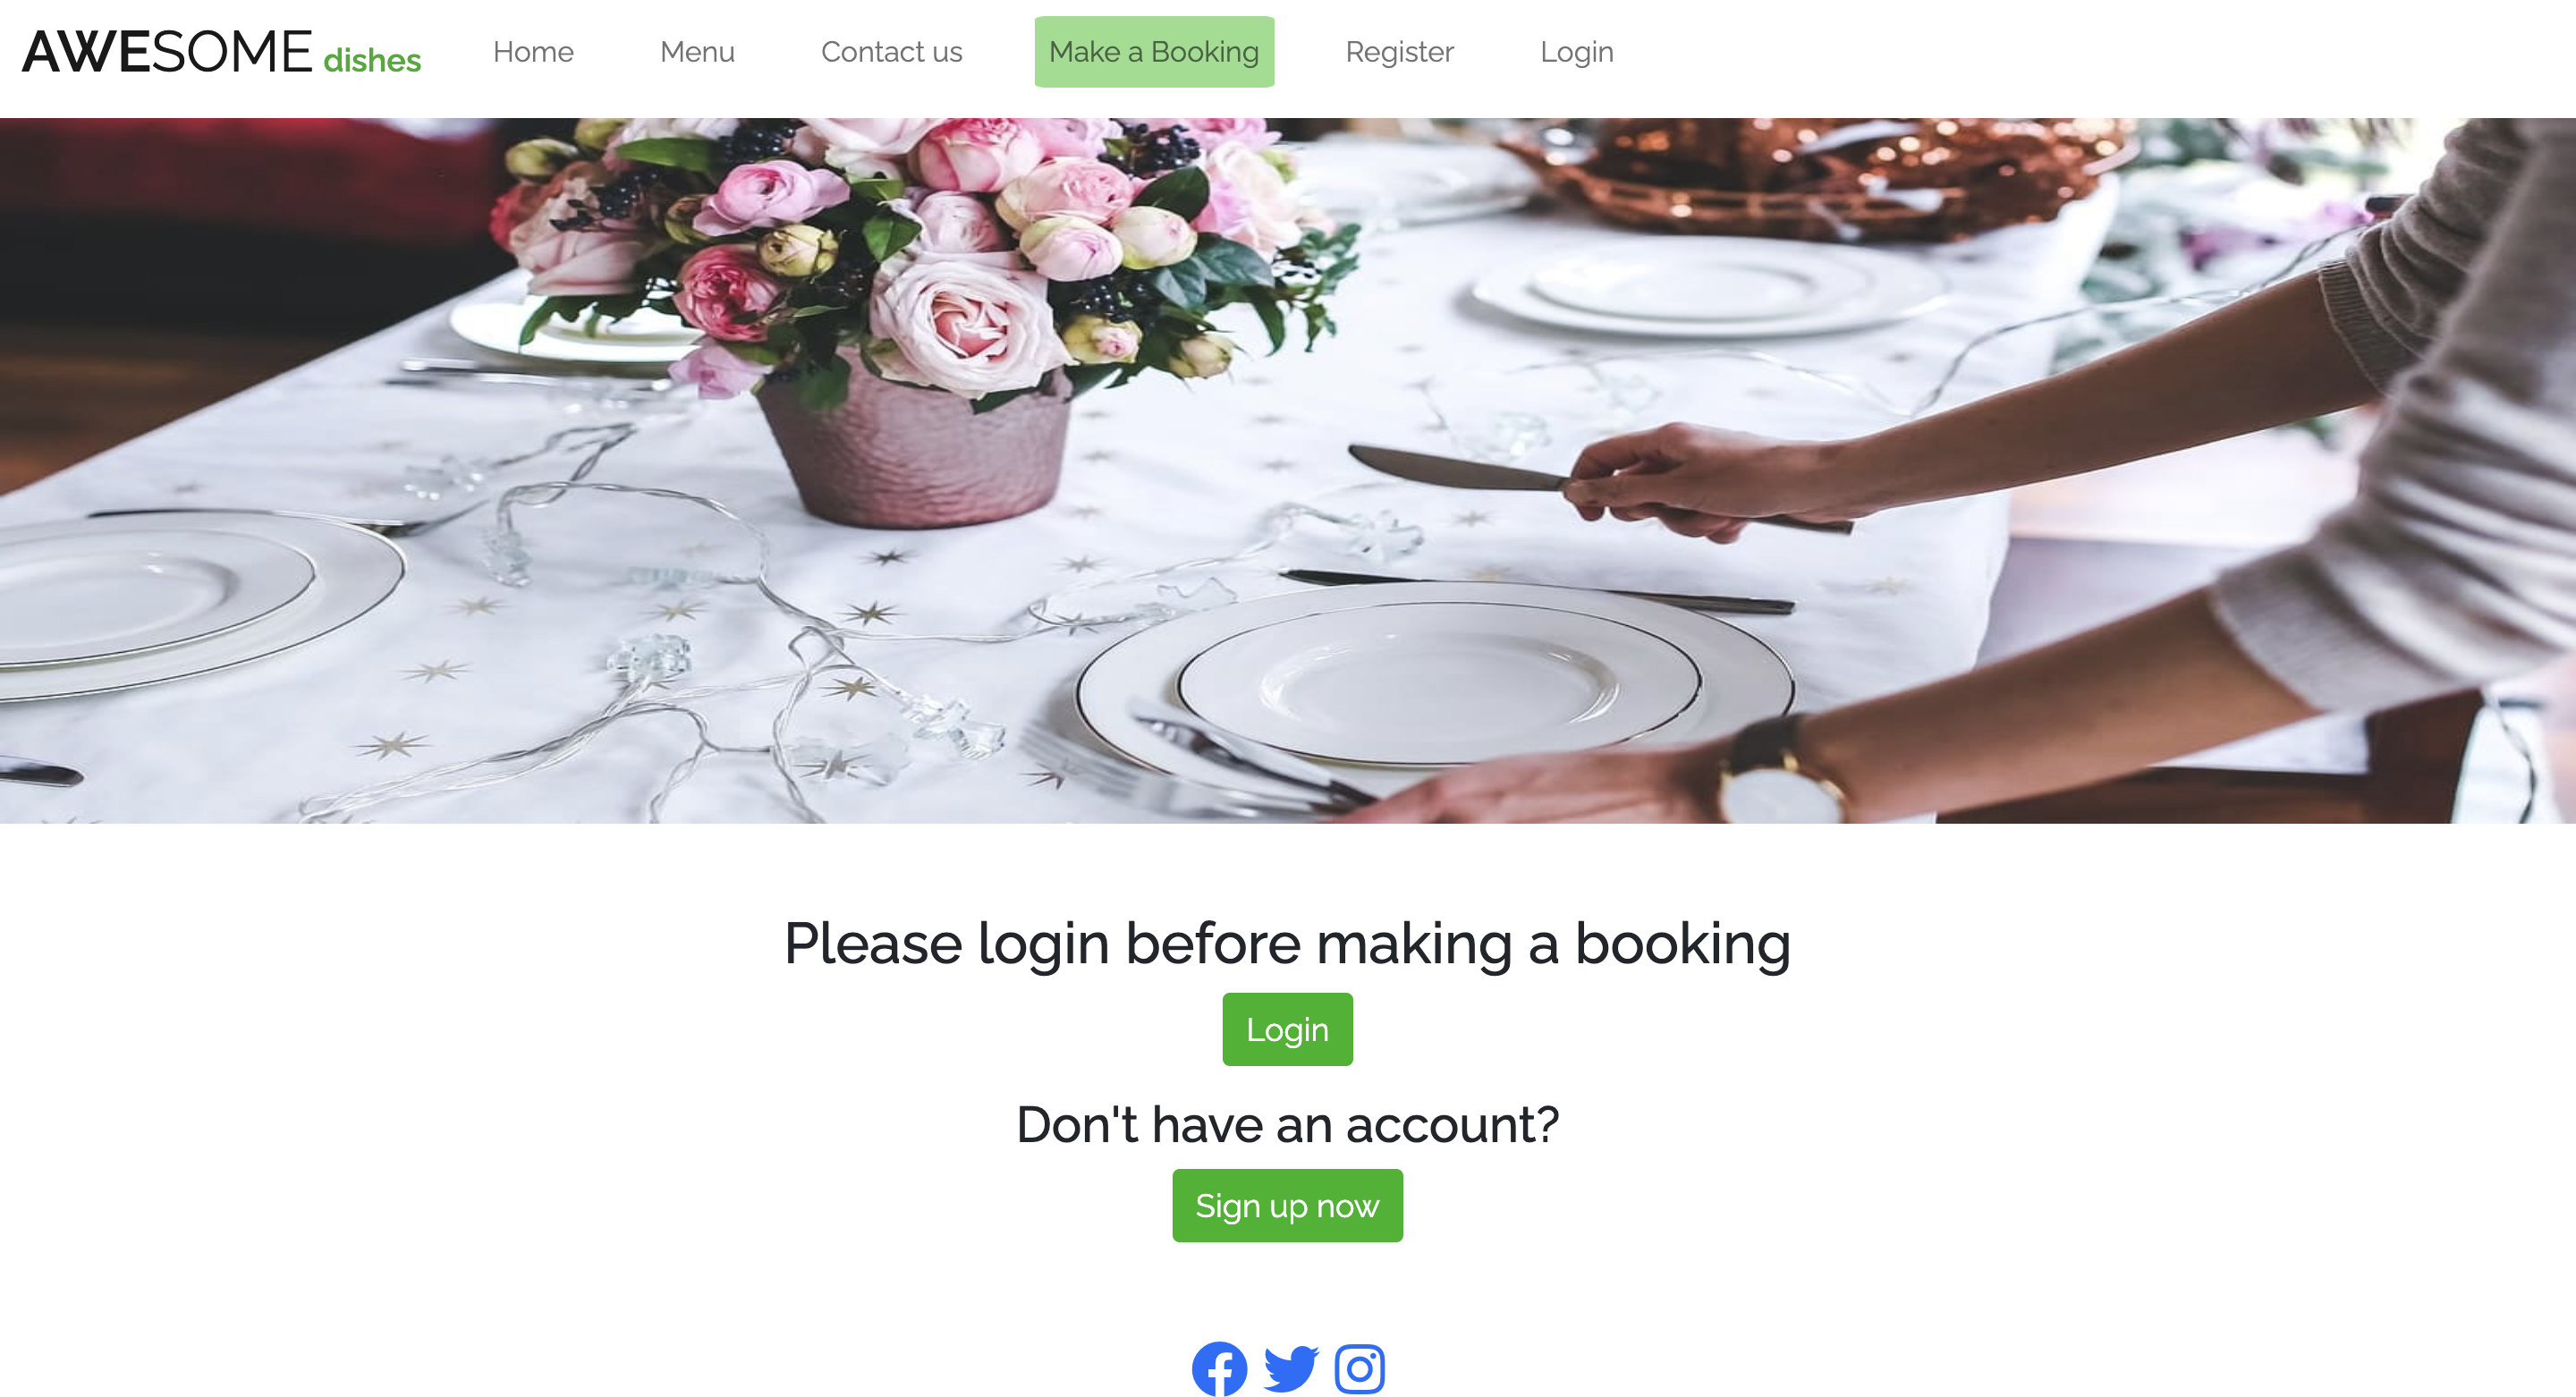 AWESOME dishes Home Menu Contact us Make a Booking Register Login
Please login before making a booking
Login
Don't have an account?
Sign up now